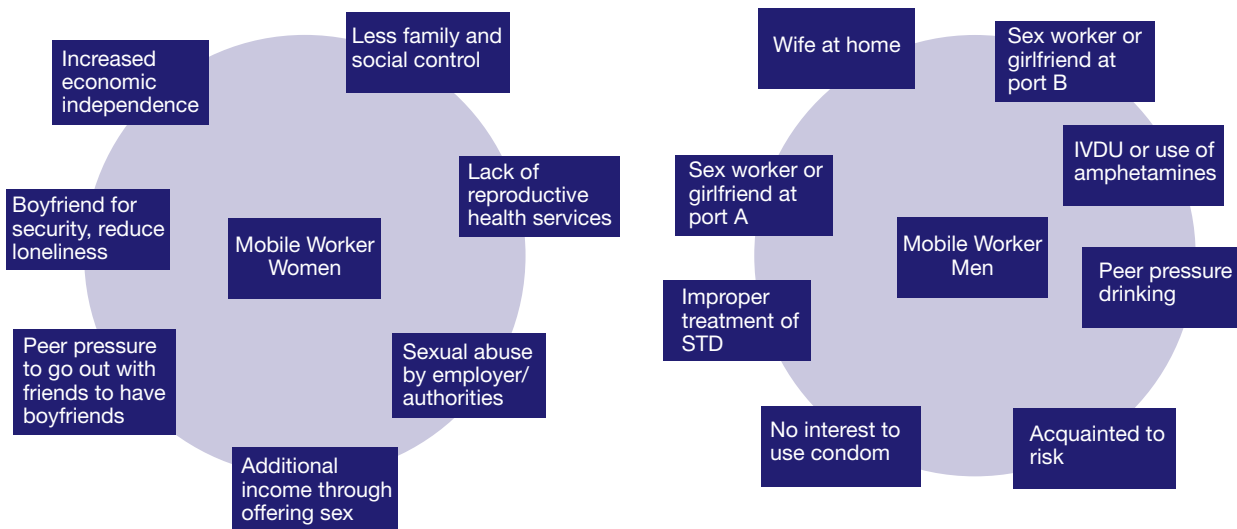 Less family and
social control
Increased
economic
independence
Lack of
reproductive
health services
Boyfriend for
security, reduce
loneliness
Mobile Worker
Women
Peer pressure
to go out with
friends to have
boyfriends
Sexual abuse
by employer/
authorities
Additional
income through
offering sex
Wife at home
Sex worker or
girlfriend at
port B
IVDU or use of
amphetamines
Sex worker or
girlfriend at
port A
Mobile Worker
Men
Peer pressure
drinking
Improper
treatment of
STD
No interest to
use condom
Acquainted to
risk